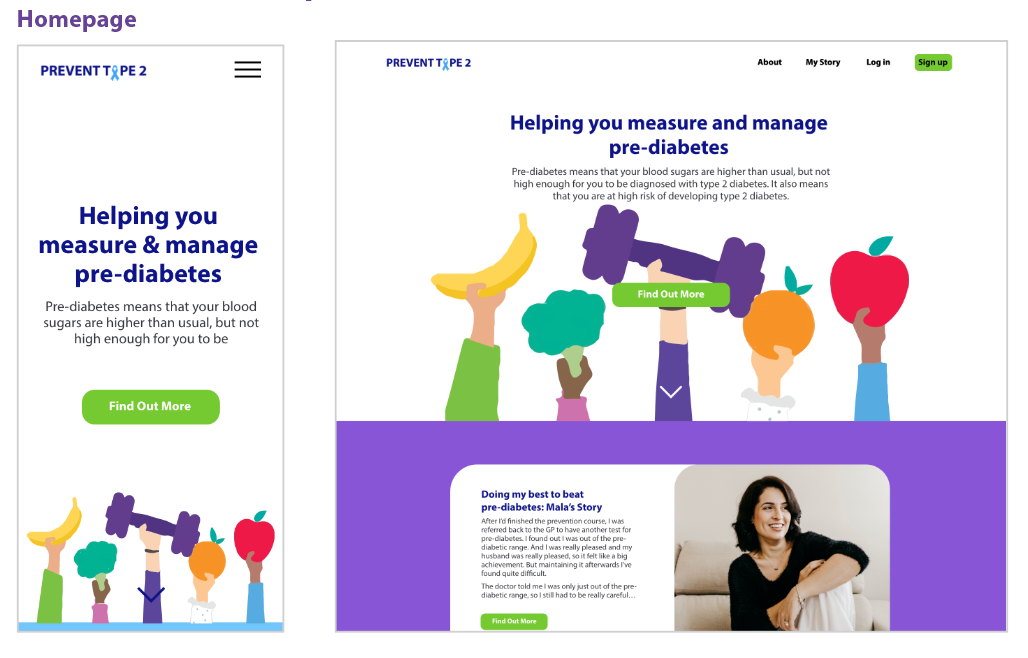 Homepage
PREVENT TYPE 2
Helping you
measure & manage
pre-diabetes
Pre-diabetes means that your blood
sugars are higher than usual, but not
high enough for you to be
Find Out More
PREVENT TYPE 2
About My Story Log in Sign up
Helping you measure and manage
pre-diabetes
Pre-diabetes means that your blood sugars are higher than usual, but not
high enough for you to be diagnosed with type 2 diabetes. It also means
that you are at high risk of developing type 2 diabetes.
Find Out More
Doing my best to beat
pre-diabetes: Mala's Story
After I'd finished the prevention course, I was
referred back to the GP to have another test for
pre-diabetes. I found out I was out of the pre-
diabetic range. And I was really pleased and my
husband was really pleased, so it felt like a big
achievement. But maintaining it afterwards I've
found quite difficult.
The doctor told me I was only just out of the pre-
diabetic range, so I still had to be really careful…
Find Out More